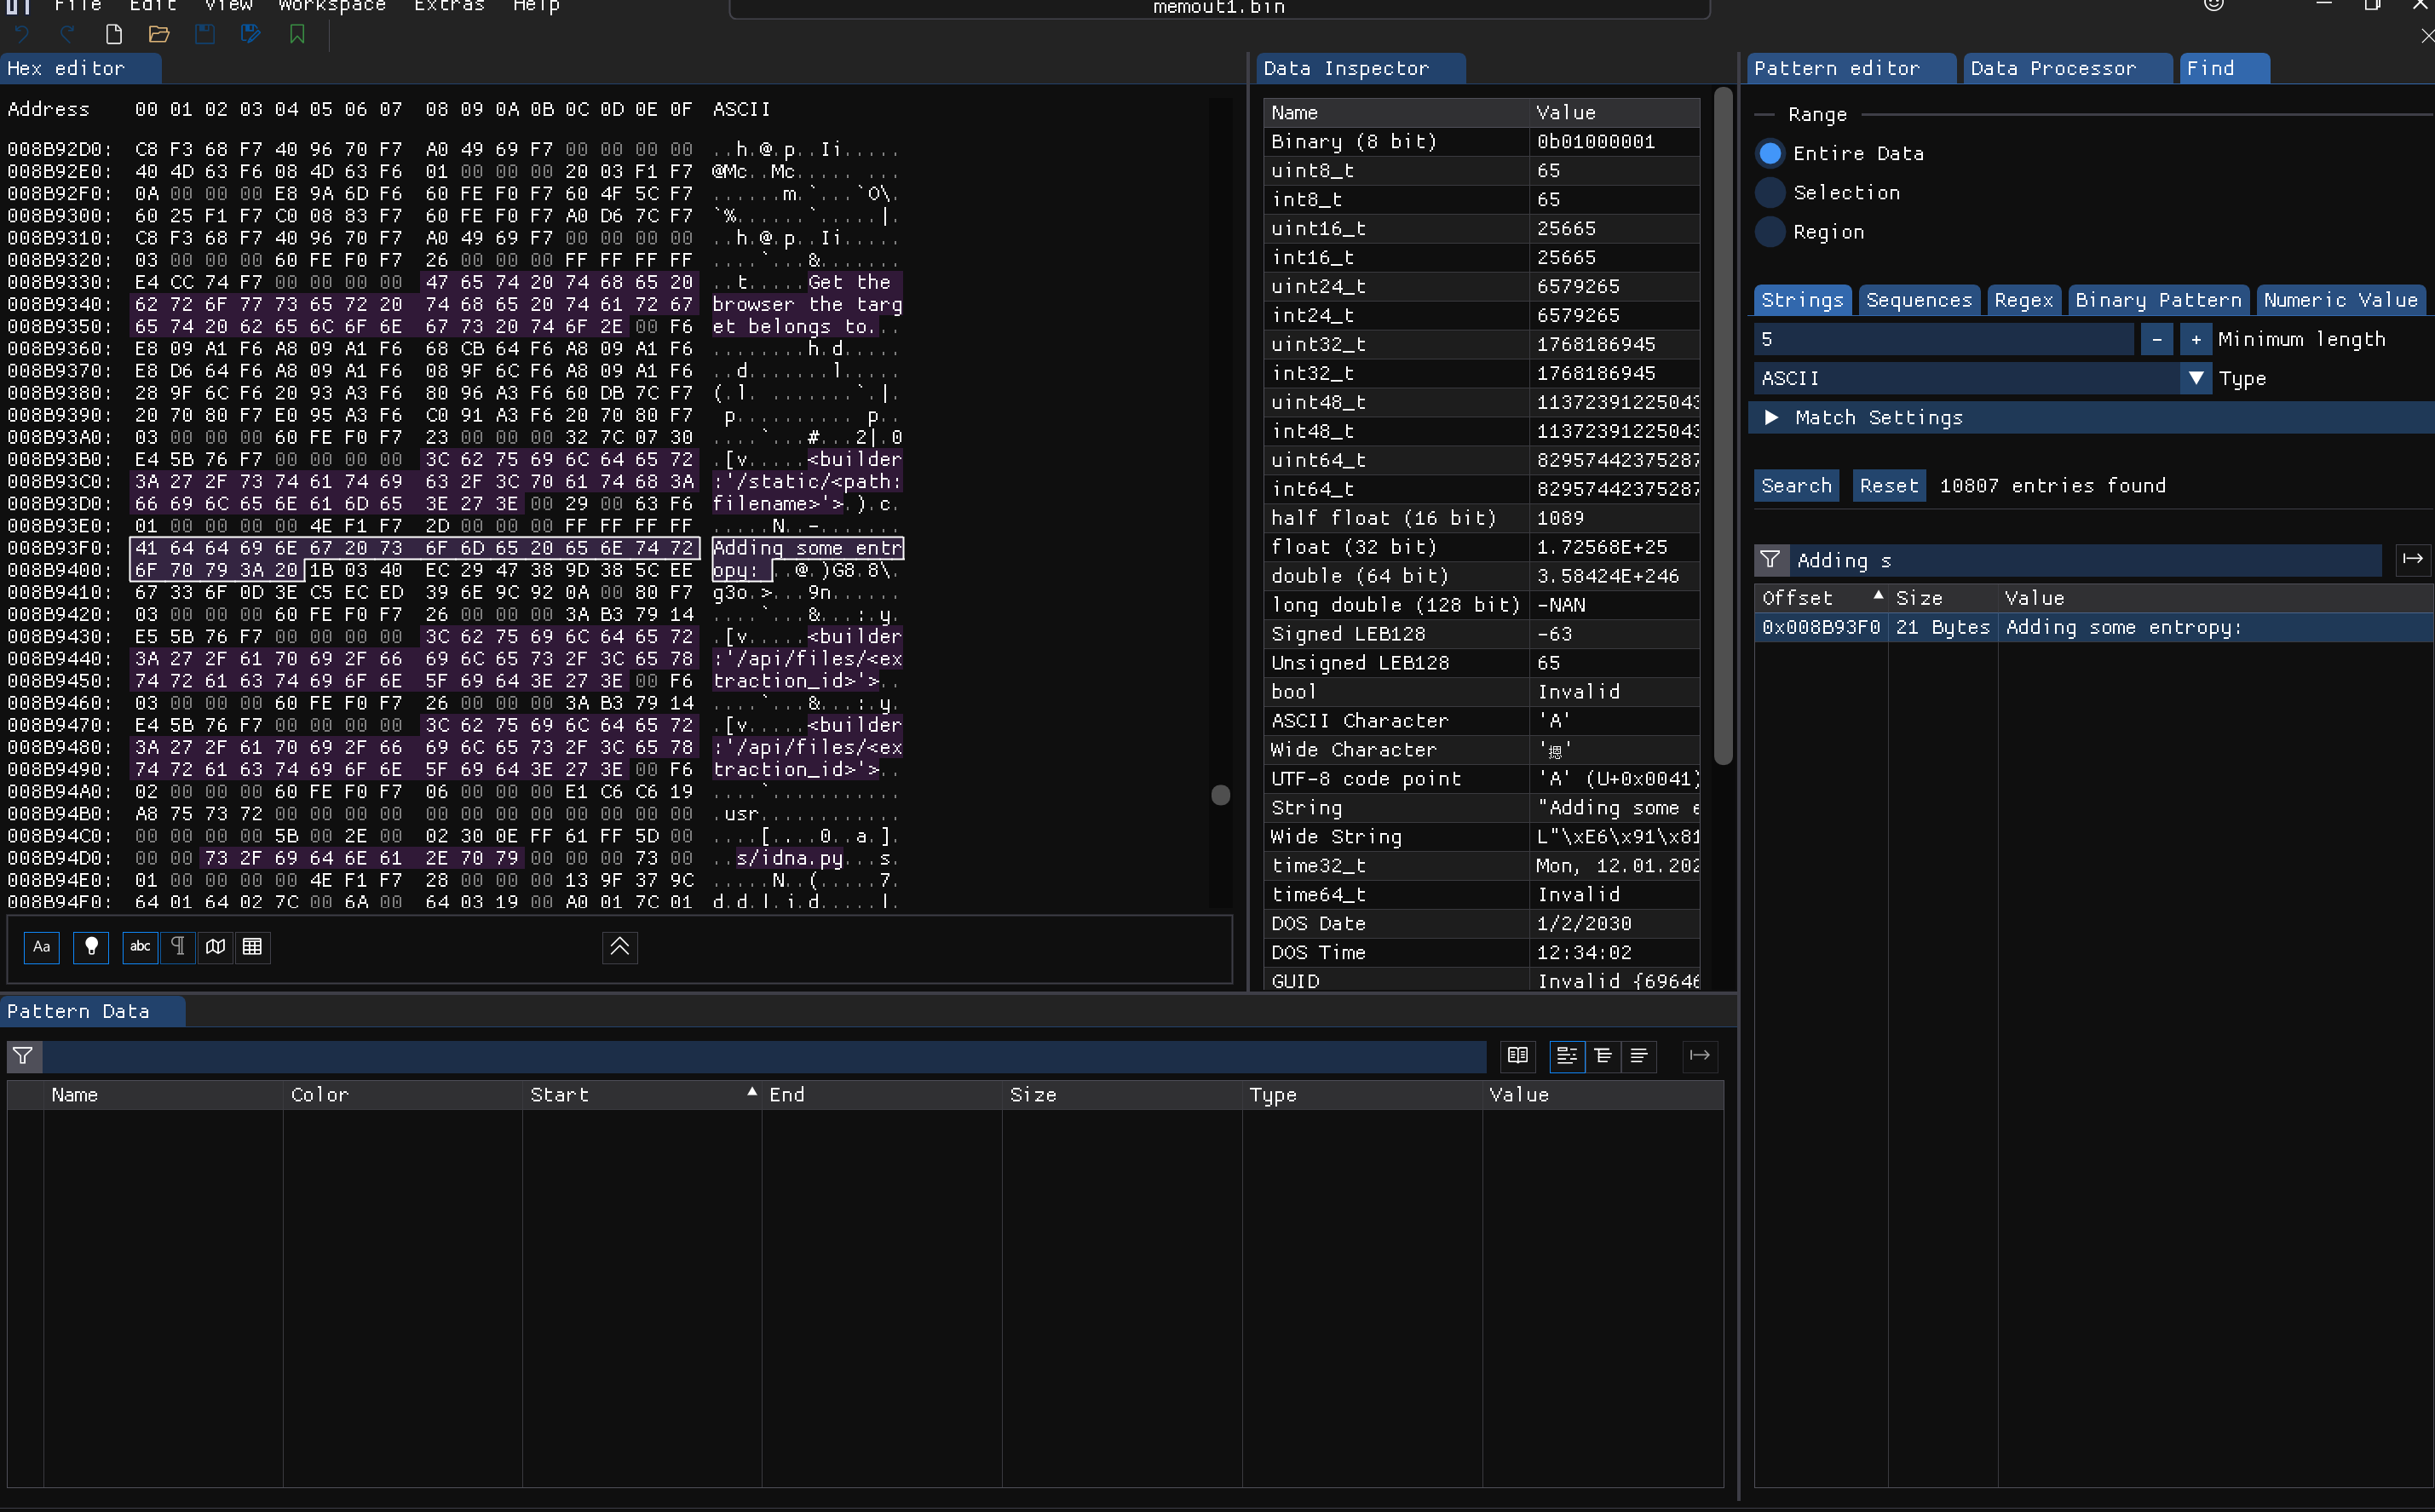 File Edit View Workspace Extras Help
memout1.bin
Hex editor
Address 00 01 02 03 04 05 06 07 08 09 0A 0B 0C 0D 0E 0F ASCII
008B92D0: C8 F3 68 F7 40 96 70 F7 A0 49 69 F7 00 00 00 00 ..h.@.p..Ii.....
008B92E0: 40 4D 63 F6 08 4D 63 F6 01 00 00 00 20 03 F1 F7 @Mc..Mc..... ...
008B92F0: 0A 00 00 00 E8 9A 6D F6 60 FE F0 F7 60 4F 5C F7 ......m.`...`O\.
008B9300: 60 25 F1 F7 C0 08 83 F7 60 FE F0 F7 A0 D6 7C F7 `%......`.....|.
008B9310: C8 F3 68 F7 40 96 70 F7 A0 49 69 F7 00 00 00 00 ..h.@.p..Ii.....
008B9320: 03 00 00 00 60 FE F0 F7 26 00 00 00 FF FF FF FF ....`...&.......
008B9330: E4 CC 74 F7 00 00 00 00 47 65 74 20 74 68 65 20 ..t.....Get the
008B9340: 62 72 6F 77 73 65 72 20 74 68 65 20 74 61 72 67 browser the targ
008B9350: 65 74 20 62 65 6C 6F 6E 67 73 20 74 6F 2E 00 F6 et belongs to...
008B9360: E8 09 A1 F6 A8 09 A1 F6 68 CB 64 F6 A8 09 A1 F6 ........h.d.....
008B9370: E8 D6 64 F6 A8 09 A1 F6 08 9F 6C F6 A8 09 A1 F6 ..d.......l.....
008B9380: 28 9F 6C F6 20 93 A3 F6 80 96 A3 F6 60 DB 7C F7 (.l. .......`.|.
008B9390: 20 70 80 F7 E0 95 A3 F6 C0 91 A3 F6 20 70 80 F7 p.......... p..
008B93A0: 03 00 00 00 60 FE F0 F7 23 00 00 00 32 7C 07 30 ....`...#...2|.0
008B93B0: E4 5B 76 F7 00 00 00 00 3C 62 75 69 6C 64 65 72 .[v.....<builder
008B93C0: 3A 27 2F 73 74 61 74 69 63 2F 3C 70 61 74 68 3A :'/static/<path:
008B93D0: 66 69 6C 65 6E 61 6D 65 3E 27 3E 00 29 00 63 F6 filename>'>.).c.
008B93E0: 01 00 00 00 00 4E F1 F7 2D 00 00 00 FF FF FF FF .....N..-.......
008B93F0: 41 64 64 69 6E 67 20 73 6F 6D 65 20 65 6E 74 72 Adding some entr
008B9400: 6F 70 79 3A 20 1B 03 40 EC 29 47 38 9D 38 5C EE opy: ..@.)G8.8\.
008B9410: 67 33 6F 0D 3E C5 EC ED 39 6E 9C 92 0A 00 80 F7 g3o.>...9n......
008B9420: 03 00 00 00 60 FE F0 F7 26 00 00 00 3A B3 79 14 ....`...&...:.y.
008B9430: E5 5B 76 F7 00 00 00 00 3C 62 75 69 6C 64 65 72 .[v.....<builder
008B9440: 3A 27 2F 61 70 69 2F 66 69 6C 65 73 2F 3C 65 78 :'/api/files/<ex
008B9450: 74 72 61 63 74 69 6F 6E 5F 69 64 3E 27 3E 00 F6 traction_id>'>..
008B9460: 03 00 00 00 60 FE F0 F7 26 00 00 00 3A B3 79 14 ....`...&...:.y.
008B9470: E4 5B 76 F7 00 00 00 00 3C 62 75 69 6C 64 65 72 .[v.....<builder
008B9480: 3A 27 2F 61 70 69 2F 66 69 6C 65 73 2F 3C 65 78 :'/api/files/<ex
008B9490: 74 72 61 63 74 69 6F 6E 5F 69 64 3E 27 3E 00 F6 traction_id>'>..
008B94A0: 02 00 00 00 60 FE F0 F7 06 00 00 00 E1 C6 C6 19 ....`...........
008B94B0: A8 75 73 72 00 00 00 00 00 00 00 00 00 00 00 00 .usr............
008B94C0: 00 00 00 00 5B 00 2E 00 02 30 0E FF 61 FF 5D 00 ....[....0..a.].
008B94D0: 00 00 73 2F 69 64 6E 61 2E 70 79 00 00 00 73 00 ..s/idna.py...s.
008B94E0: 01 00 00 00 00 4E F1 F7 28 00 00 00 13 9F 37 9C .....N..(.....7.
008B94F0: 64 01 64 02 7C 00 6A 00 64 03 19 00 A0 01 7C 01 d.d.|.j.d.....|.
Aa abc
Data Inspector
Name Value
Binary (8 bit) 0b01000001
uint8_t 65
int8_t 65
uint16_t 25665
int16_t 25665
uint24_t 6579265
int24_t 6579265
uint32_t 1768186945
int32_t 1768186945
uint48_t 11372391225043
int48_t 11372391225043
uint64_t 82957442375287
int64_t 82957442375287
half float (16 bit) 1089
float (32 bit) 1.72568E+25
double (64 bit) 3.58424E+246
long double (128 bit) -NAN
Signed LEB128 -63
Unsigned LEB128 65
bool Invalid
ASCII Character 'A'
Wide Character '摁'
UTF-8 code point 'A' (U+0x0041)
String "Adding some e
Wide String L"\xE6\x91\x81
time32_t Mon, 12.01.202
time64_t Invalid
DOS Date 1/2/2030
DOS Time 12:34:02
GUID Invalid {69646
Pattern editor Data Processor Find
Range
Entire Data
Selection
Region
Strings Sequences Regex Binary Pattern Numeric Value
5 - + Minimum length
ASCII Type
Match Settings
Search Reset 10807 entries found
Adding s
Offset Size Value
0x008B93F0 21 Bytes Adding some entropy:
Pattern Data
Name Color Start End Size Type Value